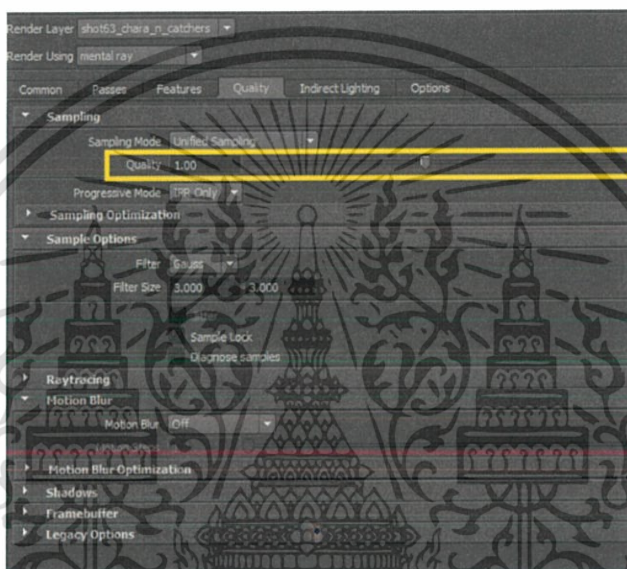 Render Layer shot63_chara_n_catchers
Render Using mental ray
Common Passes Features Quality Indirect Lighting Options
Sampling
Sampling Mode Unified Sampling
Quality 1.00
Progressive Mode IPR Only
Sampling Optimization
Sample Options
Filter Gauss
Filter Size 3.000 3.000
Sample Lock
Diagnose samples
Raytracing
Motion Blur
Motion Blur Off
Motion Blur Optimization
Shadows
Framebuffer
Legacy Options